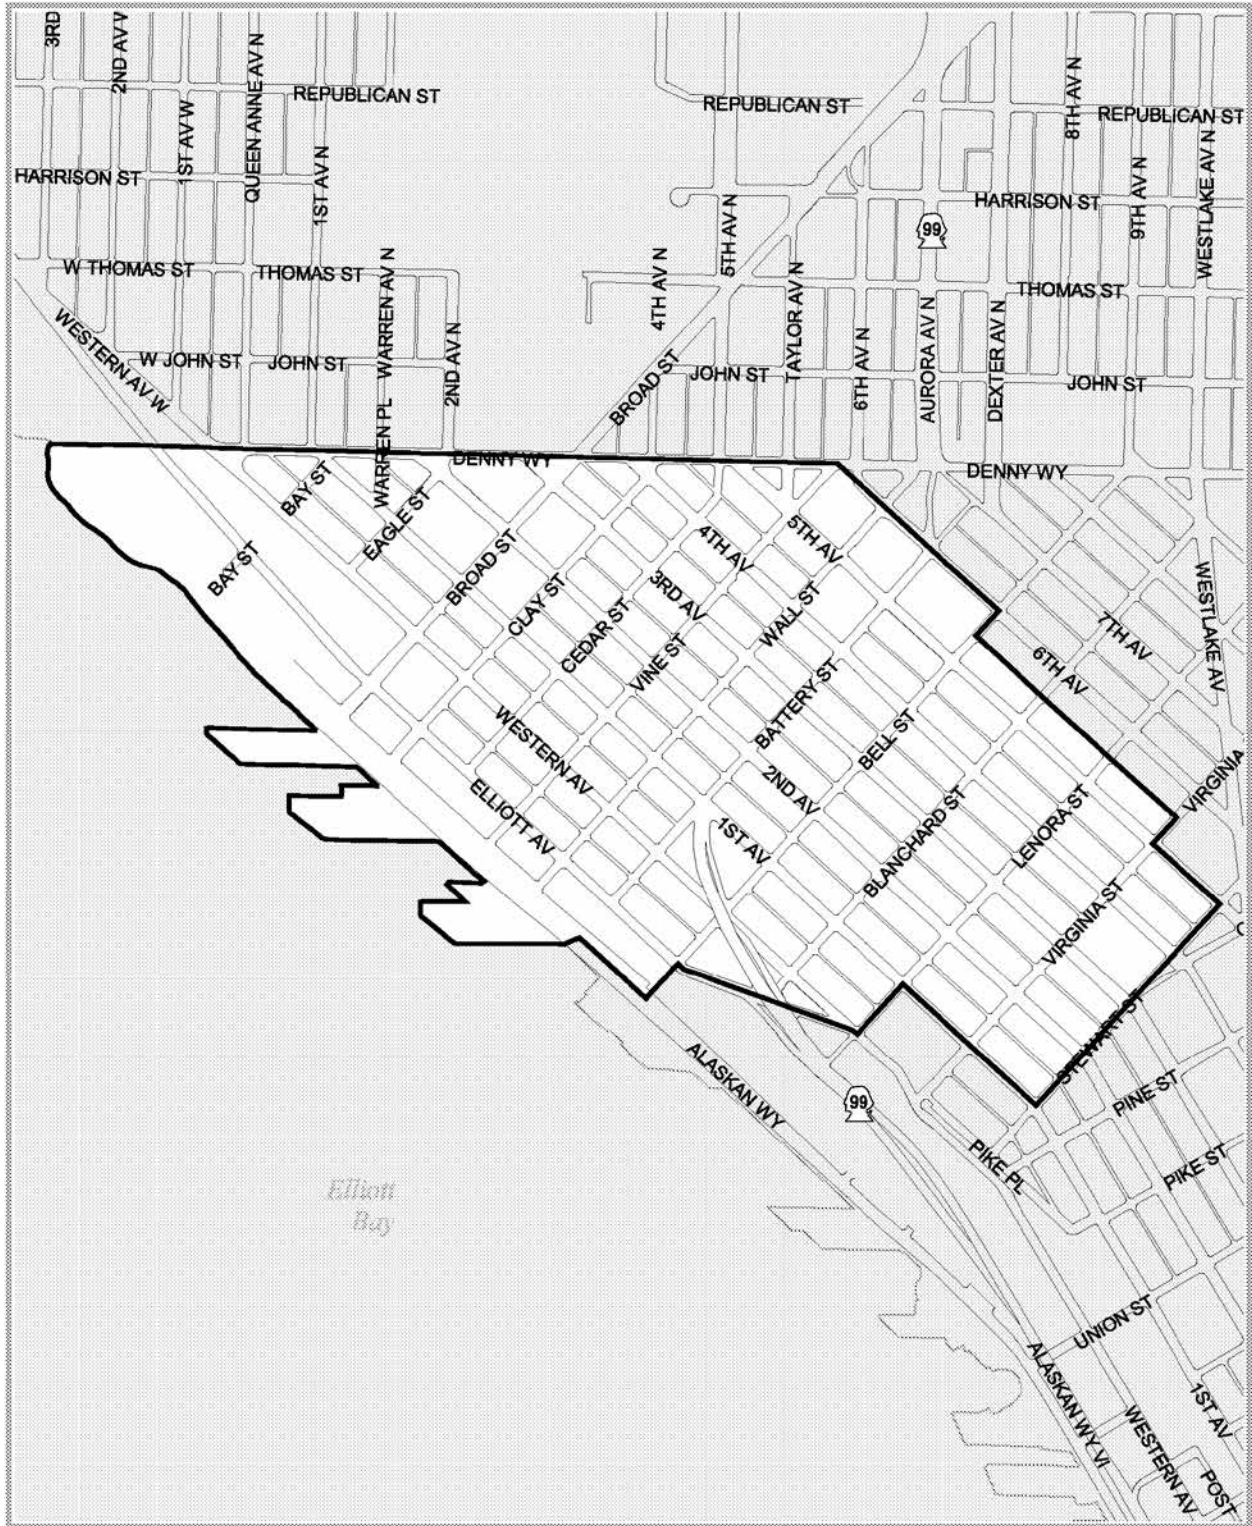 3RD
2ND AV W
1ST AV W
QUEEN ANNE AV N
REPUBLICAN ST
REPUBLICAN ST
8TH AV N
REPUBLICAN ST
HARRISON ST
1ST AV N
5TH AV N
99
HARRISON ST
9TH AV N
WESTLAKE AV N
W THOMAS ST
THOMAS ST
WARREN AV N
4TH AV N
TAYLOR AV N
THOMAS ST
WESTERN AV W
W JOHN ST
JOHN ST
2ND AV N
BROAD ST
JOHN ST
6TH AV N
AURORA AV N
DEXTER AV N
JOHN ST
WARREN PL
DENNY WY
DENNY WY
BAY ST
EAGLE ST
BAY ST
BROAD ST
CLAY ST
CEDAR ST
VINE ST
3RD AV
4TH AV
5TH AV
WALL ST
BATTERY ST
BELL ST
6TH AV
7TH AV
WESTLAKE AV
WESTERN AV
ELLIOTT AV
2ND AV
1ST AV
BLANCHARD ST
LENORA ST
VIRGINIA
VIRGINIA ST
STEWART ST
ALASKAN WY
99
PINE ST
PIKE PL
PIKE ST
Elliott
Bay
UNION ST
ALASKAN WY VI
WESTERN AV
1ST AV
POST